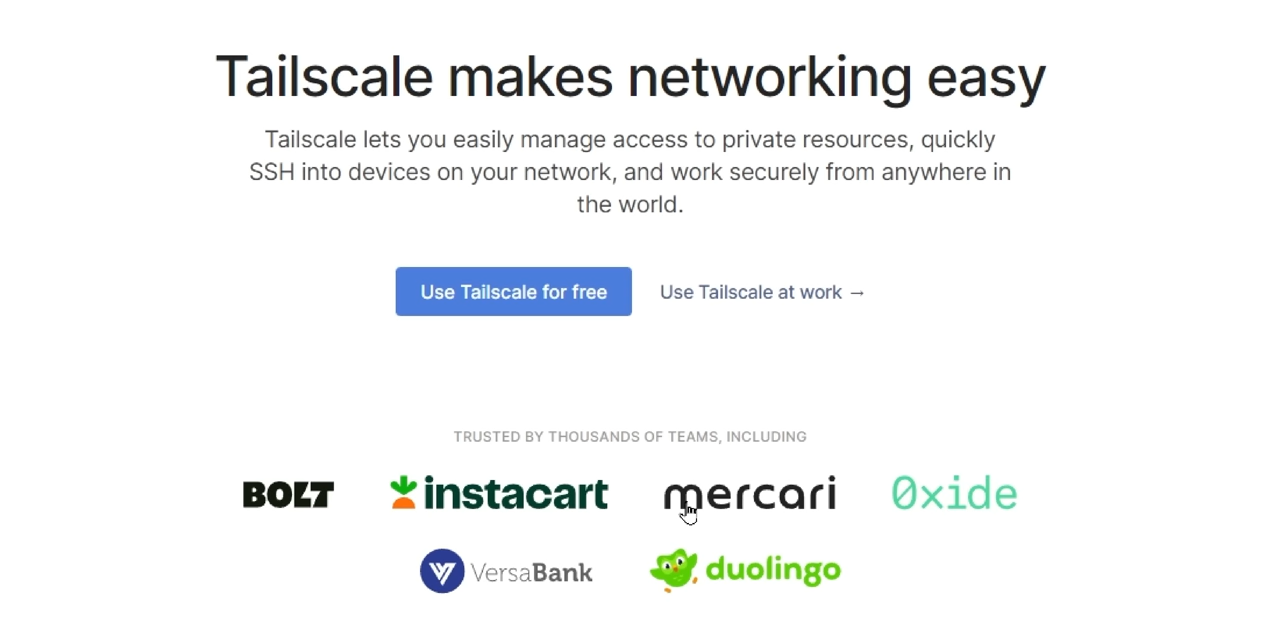 Tailscale makes networking easy
Tailscale lets you easily manage access to private resources, quickly
SSH into devices on your network, and work securely from anywhere in
the world.
Use Tailscale for free
Use Tailscale at work →
TRUSTED BY THOUSANDS OF TEAMS, INCLUDING
BOLT
instacart
mercari
0xide
VersaBank
duolingo